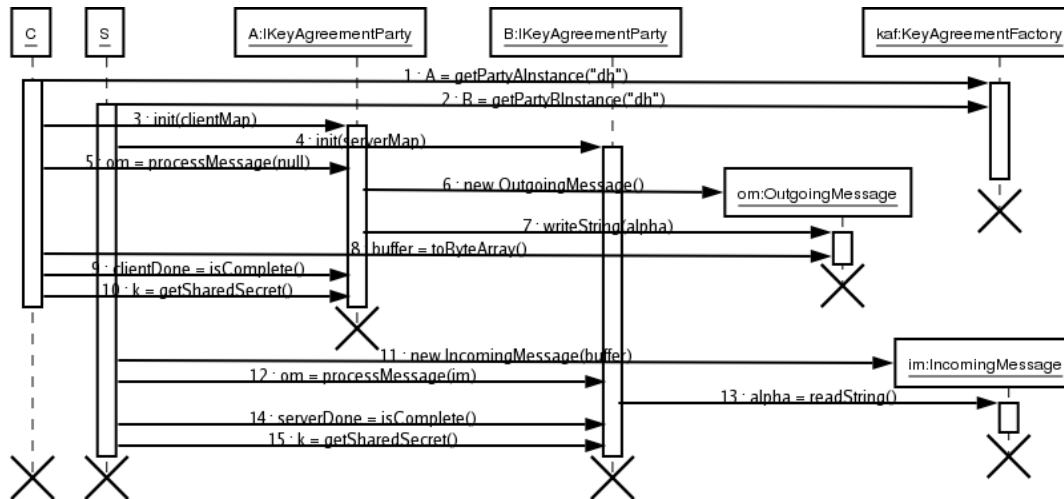 C
S
A:IKeyAgreementParty
B:IKeyAgreementParty
kaf:KeyAgreementFactory
1 : A = getPartyAInstance("dh")
2 : B = getPartyBInstance("dh")
3 : init(clientMap)
4 : init(serverMap)
5 : om = processMessage(null)
6 : new OutgoingMessage()
om:OutgoingMessage
7 : writeString(alpha)
8 : buffer = toByteArray()
9 : clientDone = isComplete()
10 : k = getSharedSecret()
11 : new IncomingMessage(buffer)
im:IncomingMessage
12 : om = processMessage(im)
13 : alpha = readString()
14 : serverDone = isComplete()
15 : k = getSharedSecret()